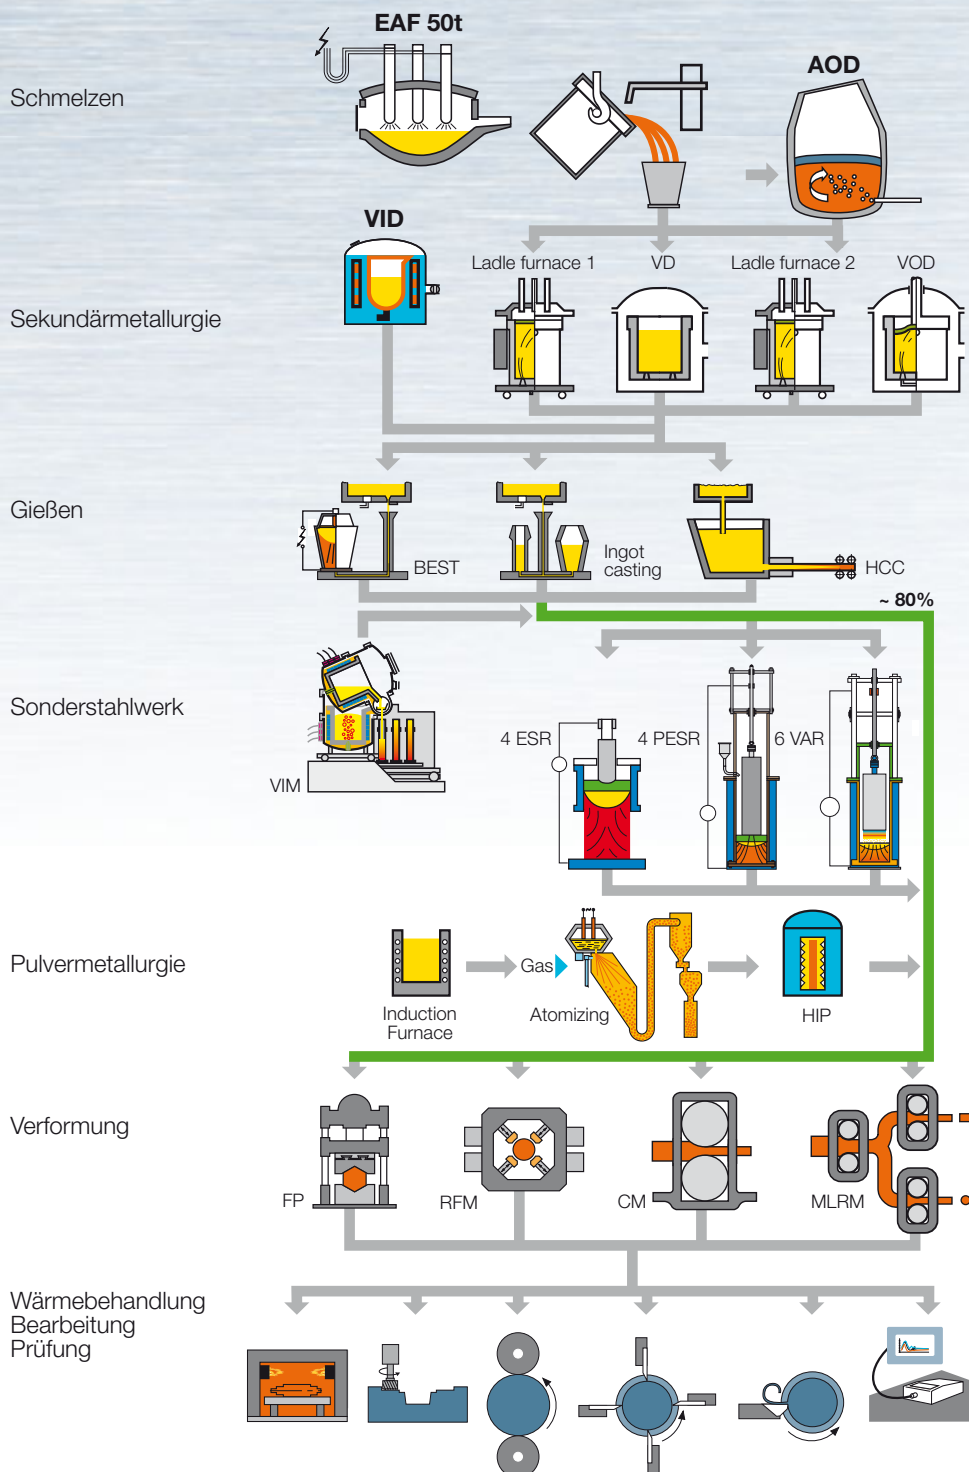 EAF 50t
AOD
Schmelzen
VID
Ladle furnace 1
VD
Ladle furnace 2
VOD
Sekundärmetallurgie
Gießen
BEST
Ingot
casting
HCC
~ 80%
Sonderstahlwerk
VIM
4 ESR
4 PESR
6 VAR
Pulvermetallurgie
Gas
Induction
Furnace
Atomizing
HIP
Verformung
FP
RFM
CM
MLRM
Wärmebehandlung
Bearbeitung
Prüfung